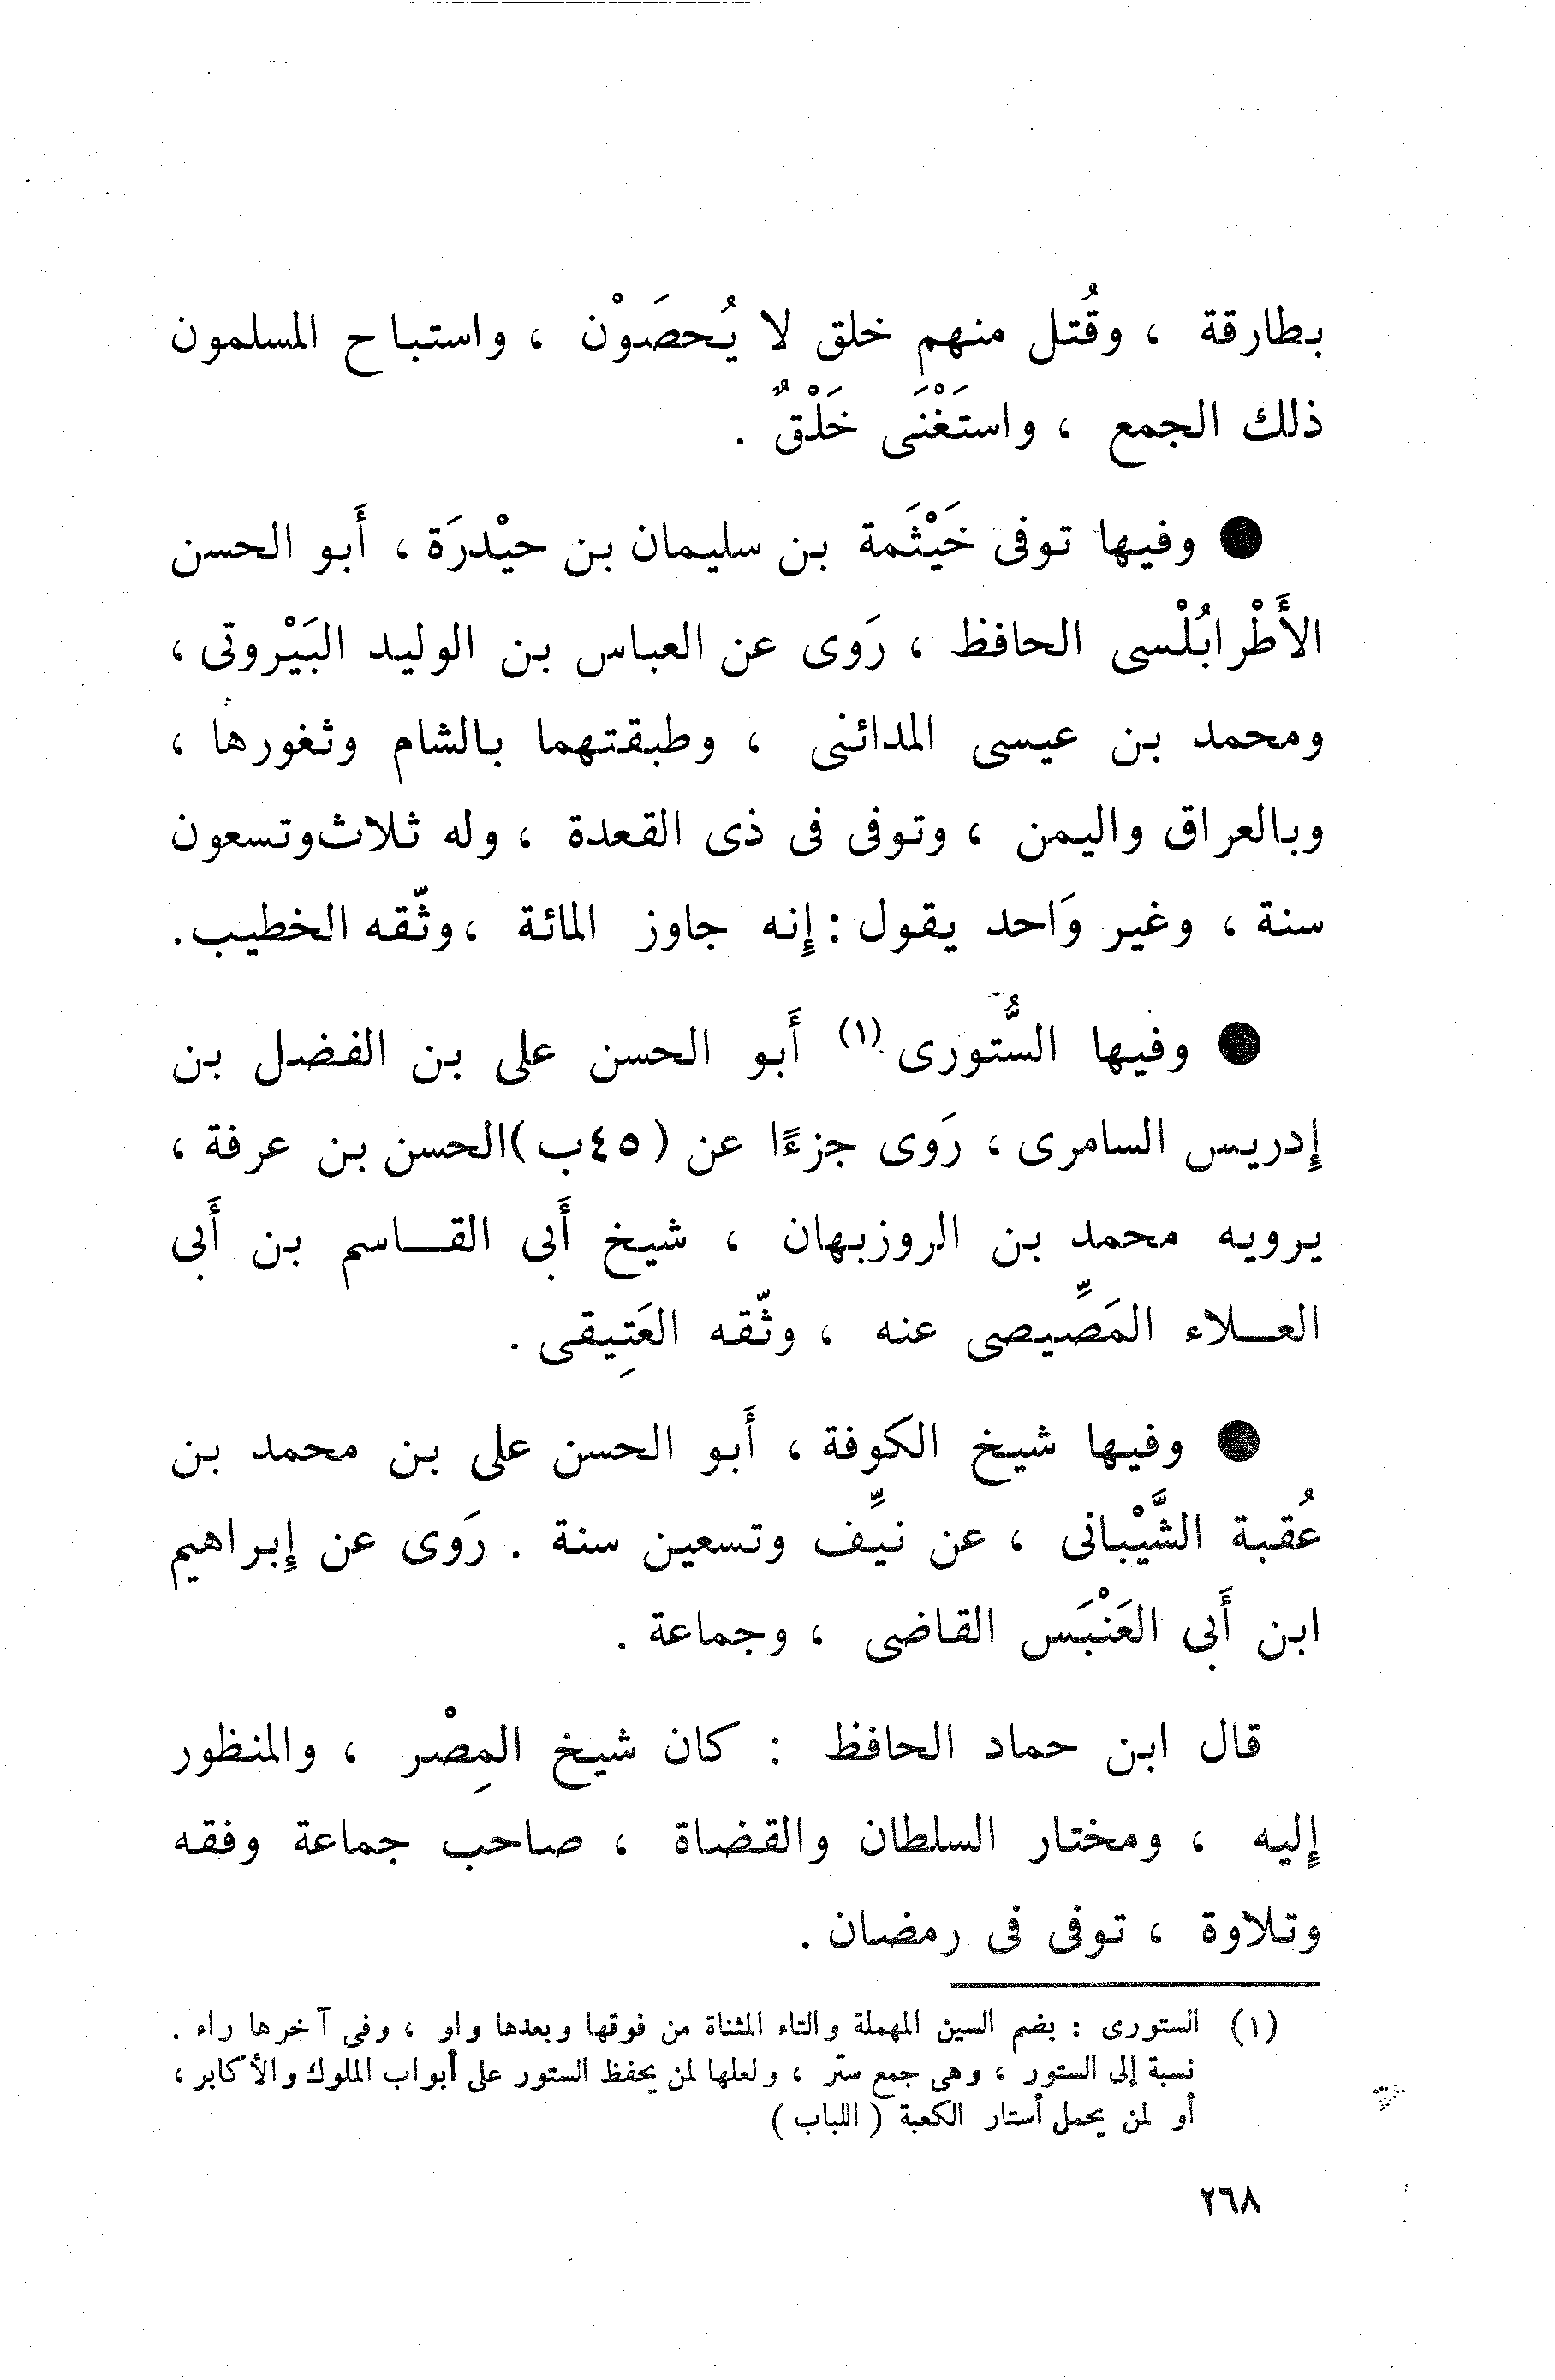 بطارقة ، وقُتل منهم خلق لا يُحصَوْن ، واستباح المسلمون
ذلك الجمع ، واستَغْنَى خَلْقٌ .
● وفيها توفى خَيْثَمة بن سليمان بن حيْدرَة ، أَبو الحسن
الأَطْرابُلْسى الحافظ ، رَوى عن العباس بن الوليد البَيْروتى ،
ومحمد بن عيسى المدائنى ، وطبقتهما بالشام وثغورها ،
وبالعراق واليمن ، وتوفى فى ذى القعدة ، وله ثلاث وتسعون
سنة ، وغير وَاحد يقول : إنه جاوز المائة ، وثّقه الخطيب .
● وفيها السُّتورى (١) أَبو الحسن على بن الفضل بن
إدريس السامرى ، رَوى جزءًا عن (٤٥ب) الحسن بن عرفة ،
يرويه محمد بن الروزبهان ، شيخ أَبى القـاسم بن أَبى
العـلاء المَصِّيصى عنه ، وثّقه العَتِيقى .
● وفيها شيخ الكوفة ، أَبو الحسن على بن محمد بن
عُقبة الشَّيْبانى ، عن نيِّف وتسعين سنة . رَوى عن إبراهيم
ابن أَبى العَنْبَس القاضى ، وجماعة .
قال ابن حماد الحافظ : كان شيخ المِصْر ، والمنظور
إليه ، ومختار السلطان والقضاة ، صاحب جماعة وفقه
وتلاوة ، توفى فى رمضان .
(١) الستورى : بضم السين المهملة والتاء المثناة من فوقها وبعدها واو ، وفى آخرها راء .
نسبة إلى الستور ، وهى جمع ستر ، ولعلها لمن يحفظ الستور على أبواب الملوك والأكابر ،
أو لمن يحمل أستار الكعبة ( اللباب )
٢٦٨